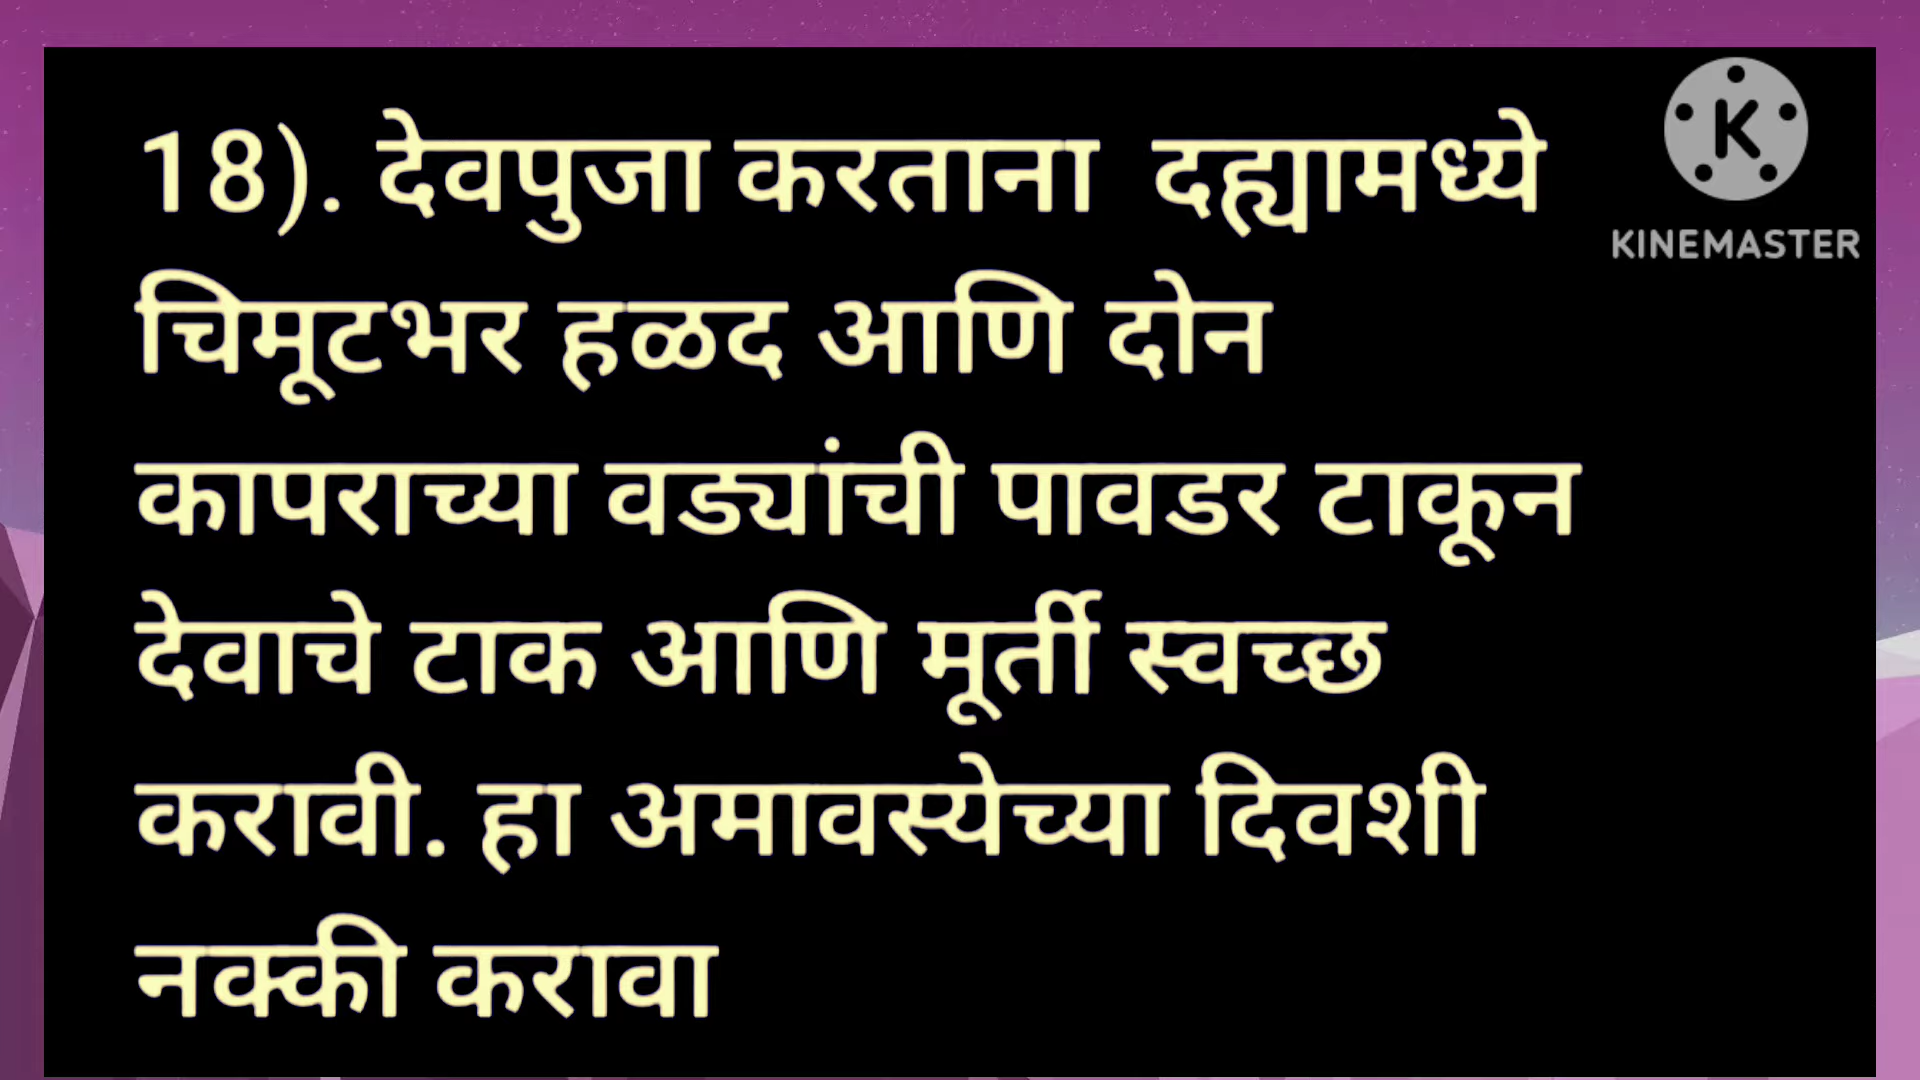 18). देवपुजा करताना दह्यामध्ये
चिमूटभर हळद आणि दोन
कापराच्या वड्यांची पावडर टाकून
देवाचे टाक आणि मूर्ती स्वच्छ
करावी. हा अमावस्येच्या दिवशी
नक्की करावा
K
KINEMASTER